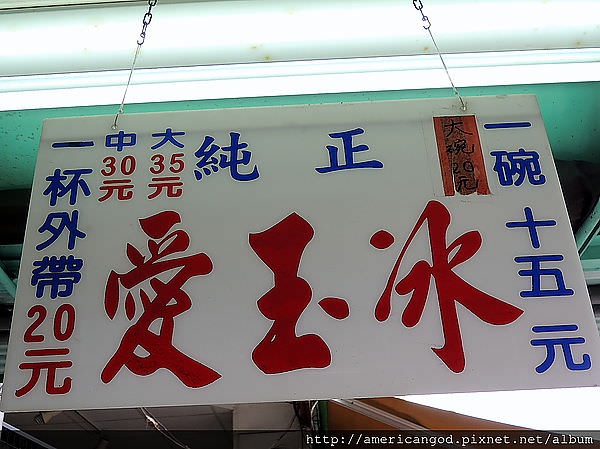 純正
愛玉冰
一碗十五元
大碗20元
大35元
中30元
一杯外帶20元
http://americangod.pixnet.net/album